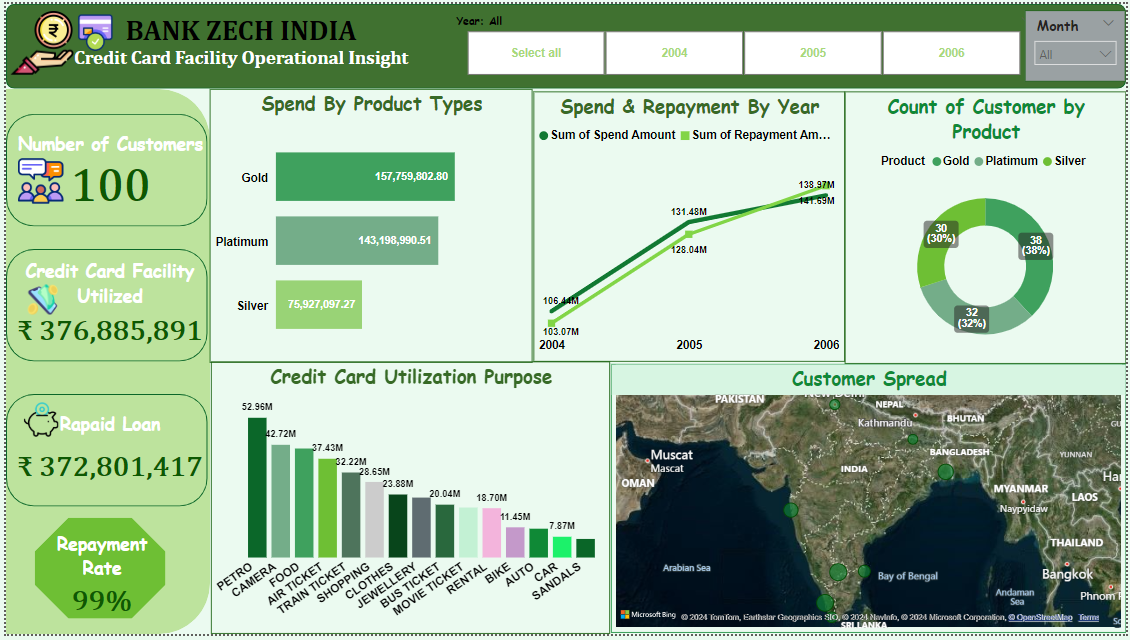 BANK ZECH INDIA
Credit Card Facility Operational Insight
Year: All
Select all
2004
2005
2006
Month
All
Number of Customers
100
Credit Card Facility
Utilized
₹ 376,885,891
Rapaid Loan
₹ 372,801,417
Repayment
Rate
99%
Spend By Product Types
Gold
157,759,802.80
Platinum
143,198,990.51
Silver
75,927,097.27
Spend & Repayment By Year
Sum of Spend Amount
Sum of Repayment Am...
138.97M
141.69M
131.48M
128.04M
106.44M
103.07M
2004
2005
2006
Count of Customer by
Product
Product
Gold
Platinum
Silver
30
(30%)
38
(38%)
32
(32%)
Credit Card Utilization Purpose
52.96M
42.72M
37.43M
32.22M
28.65M
23.88M
20.04M
18.70M
11.45M
7.87M
PETRO
CAMERA
FOOD
AIR TICKET
TRAIN TICKET
SHOPPING
CLOTHES
JEWELLERY
BUS TICKET
MOVIE TICKET
RENTAL
BIKE
AUTO
CAR
SANDALS
Customer Spread
PAKISTAN
New Delhi
NEPAL
Kathmandu
BHUTAN
BANGLADESH
YUNNAN
Muscat
Muscat
OMAN
INDIA
MYANMAR
Naypyidaw
LAOS
Ha
THAILAND
Bangkok
Arabian Sea
Bay of Bengal
Andaman
Sea
Phnom
SRI LANKA
Microsoft Bing
© 2024 TomTom, Earthstar Geographics SIO, © 2024 NavInfo, © 2024 Microsoft Corporation, © OpenStreetMap Terms